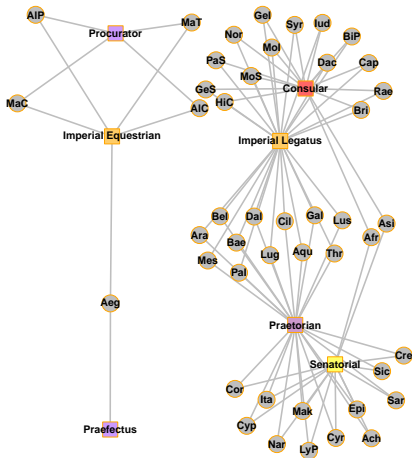 AlP
MaT
Procurator
MaC
AlC
Imperial Equestrian
Aeg
Praefectus
Gel
Syr
Iud
Nor
BiP
Mol
PaS
Dac
Cap
MoS
GeS
Consular
Rae
HiC
Bri
Imperial Legatus
Bel
Dal
Cil
Gal
Lus
Asi
Ara
Bae
Afr
Mes
Lug
Aqu
Thr
Pal
Praetorian
Senatorial
Cre
Sic
Cor
Ita
Sar
Mak
Epi
Cyp
Nar
LyP
Cyr
Ach